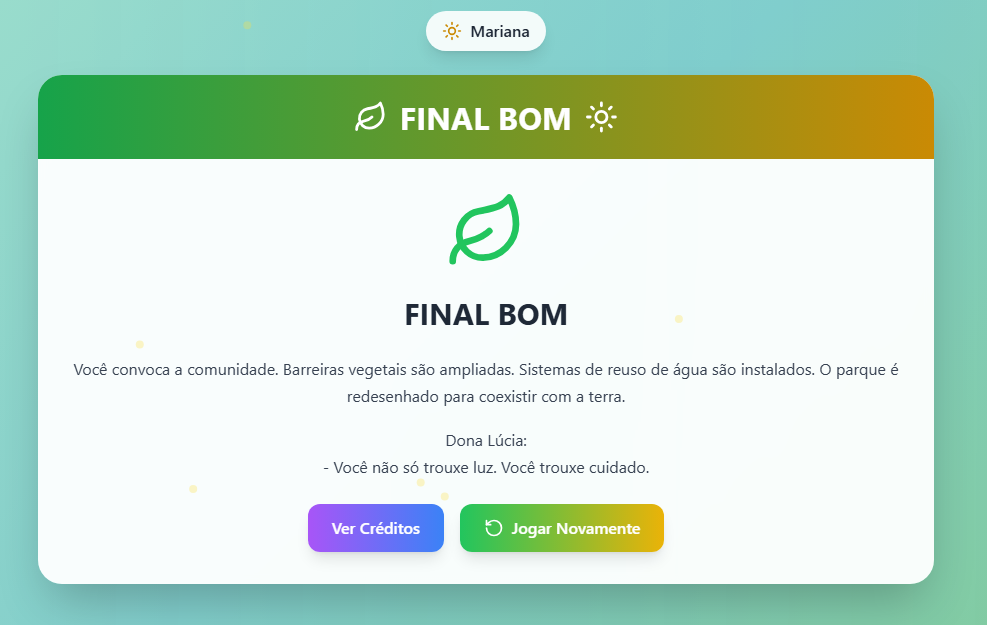 Mariana
FINAL BOM
FINAL BOM
Você convoca a comunidade. Barreiras vegetais são ampliadas. Sistemas de reuso de água são instalados. O parque é
redesenhado para coexistir com a terra.
Dona Lúcia:
- Você não só trouxe luz. Você trouxe cuidado.
Ver Créditos
Jogar Novamente